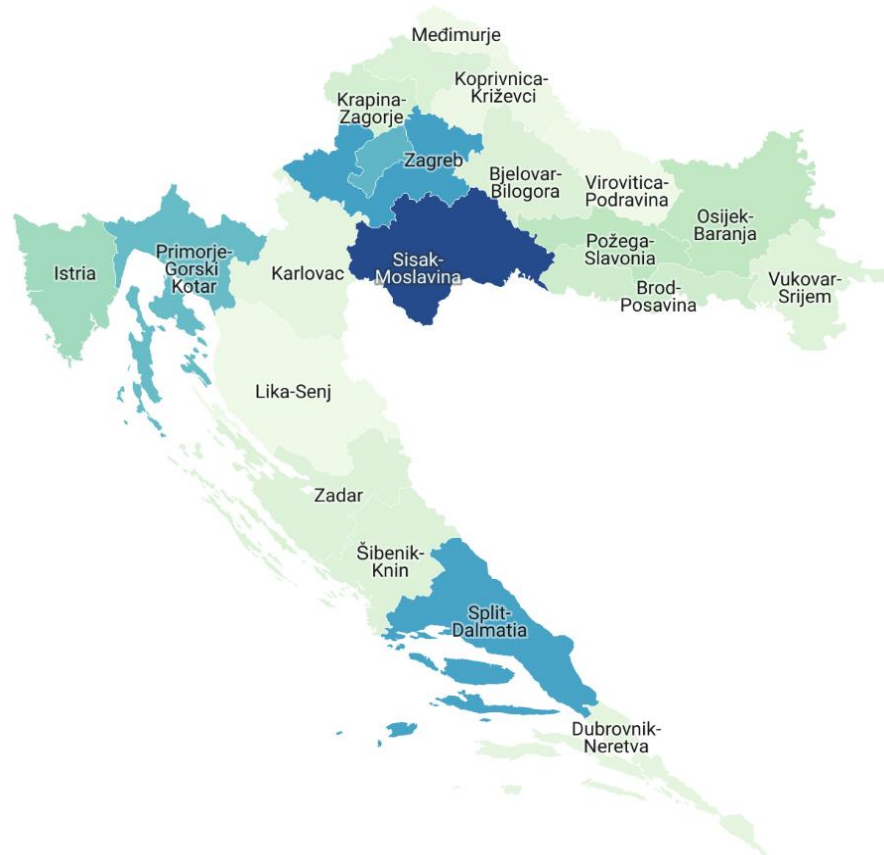 Međimurje
Koprivnica-
Križevci
Krapina-
Zagorje
Zagreb
Bjelovar-
Bilogora
Virovitica-
Podravina
Osijek-
Baranja
Požega-
Slavonia
Brod-
Posavina
Vukovar-
Srijem
Istria
Primorje-
Gorski
Kotar
Karlovac
Sisak-
Moslavina
Lika-Senj
Zadar
Šibenik-
Knin
Split-
Dalmatia
Dubrovnik-
Neretva